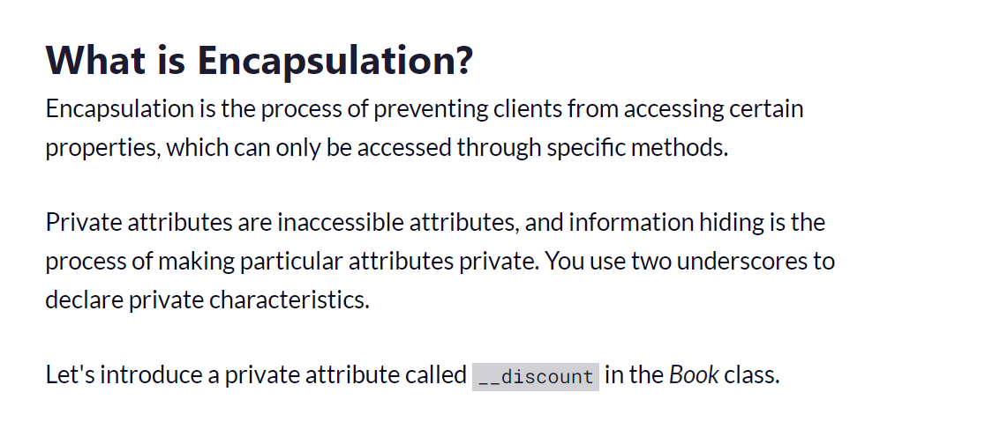 What is Encapsulation?
Encapsulation is the process of preventing clients from accessing certain
properties, which can only be accessed through specific methods.
Private attributes are inaccessible attributes, and information hiding is the
process of making particular attributes private. You use two underscores to
declare private characteristics.
Let's introduce a private attribute called __discount in the Book class.